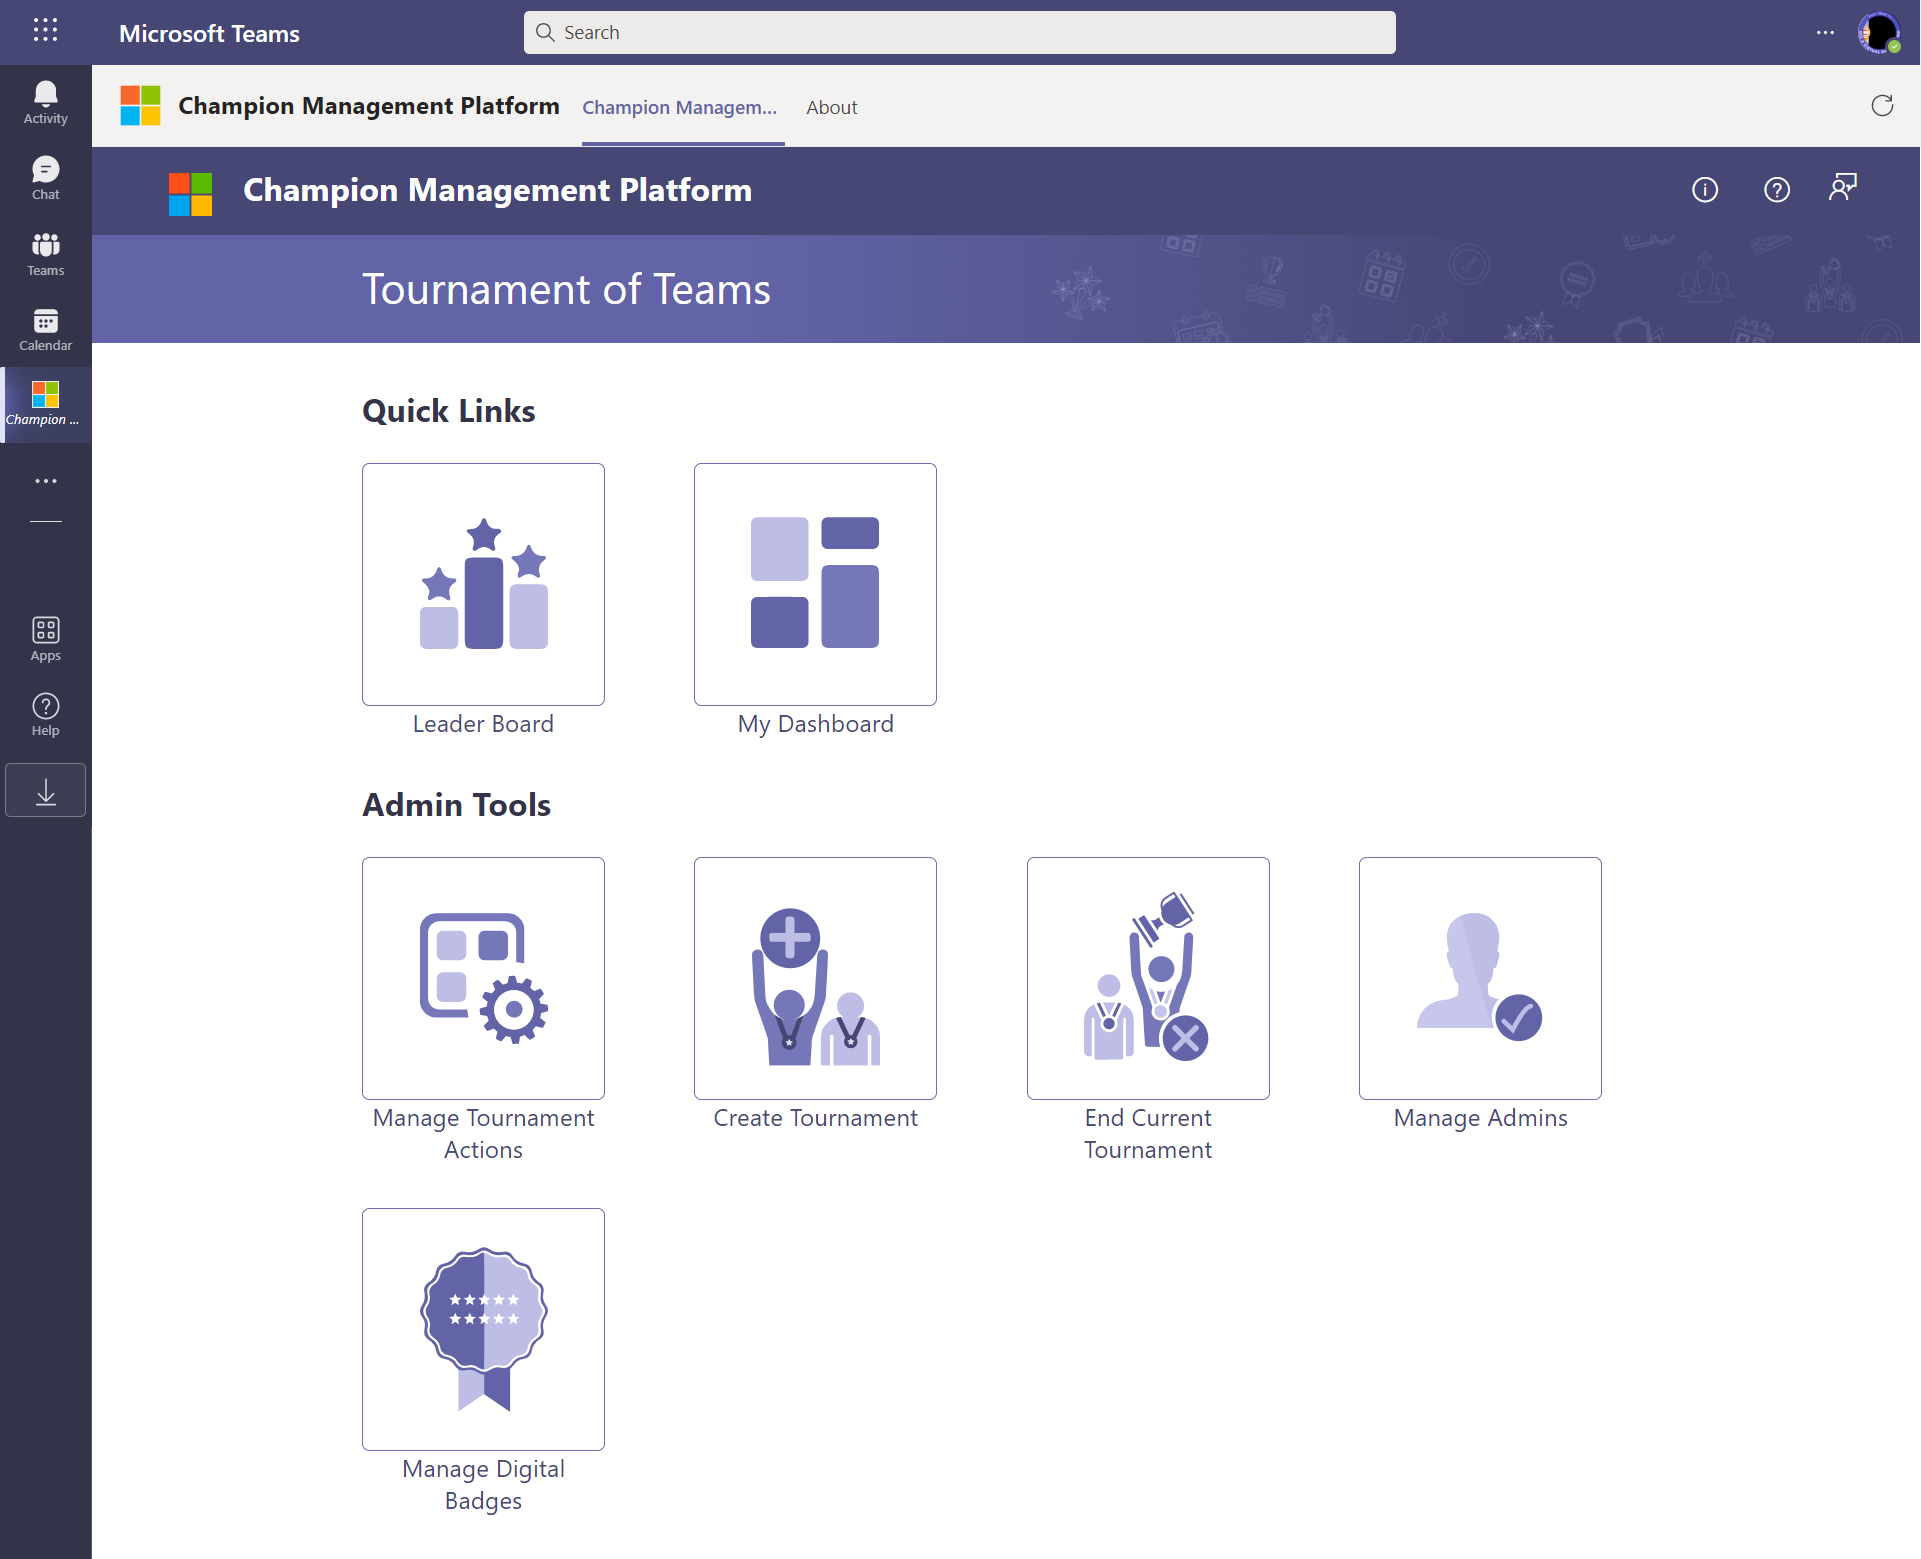 Microsoft Teams
Search
Activity
Chat
Teams
Calendar
Champion ...
Apps
Help
Champion Management Platform
Champion Managem...
About
Champion Management Platform
Tournament of Teams
Quick Links
Leader Board
My Dashboard
Admin Tools
Manage Tournament
Actions
Create Tournament
End Current
Tournament
Manage Admins
Manage Digital
Badges